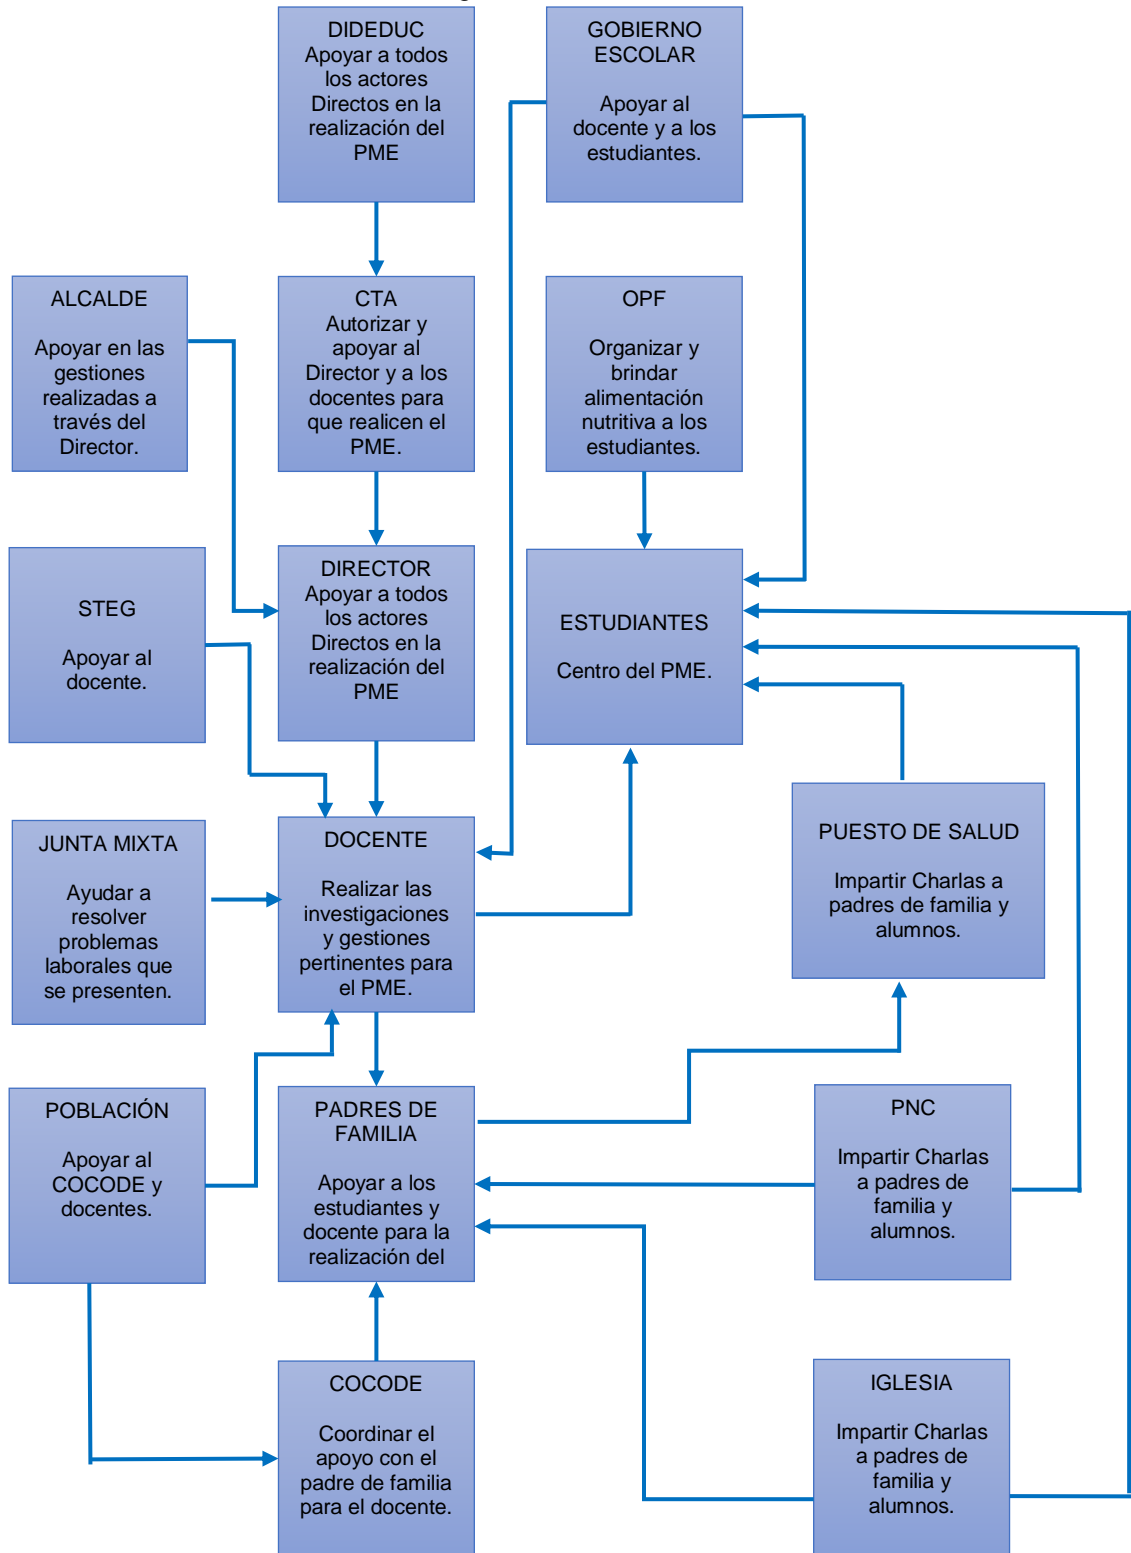 DIDEDUC
Apoyar a todos
los actores
Directos en la
realización del
PME
GOBIERNO
ESCOLAR
Apoyar al
docente y a los
estudiantes.
ALCALDE
Apoyar en las
gestiones
realizadas a
través del
Director.
CTA
Autorizar y
apoyar al
Director y a los
docentes para
que realicen el
PME.
OPF
Organizar y
brindar
alimentación
nutritiva a los
estudiantes.
STEG
Apoyar al
docente.
DIRECTOR
Apoyar a todos
los actores
Directos en la
realización del
PME
ESTUDIANTES
Centro del PME.
JUNTA MIXTA
Ayudar a
resolver
problemas
laborales que
se presenten.
DOCENTE
Realizar las
investigaciones
y gestiones
pertinentes para
el PME.
PUESTO DE SALUD
Impartir Charlas a
padres de familia y
alumnos.
POBLACIÓN
Apoyar al
COCODE y
docentes.
PADRES DE
FAMILIA
Apoyar a los
estudiantes y
docente para la
realización del
PNC
Impartir Charlas
a padres de
familia y
alumnos.
COCODE
Coordinar el
apoyo con el
padre de familia
para el docente.
IGLESIA
Impartir Charlas
a padres de
familia y
alumnos.